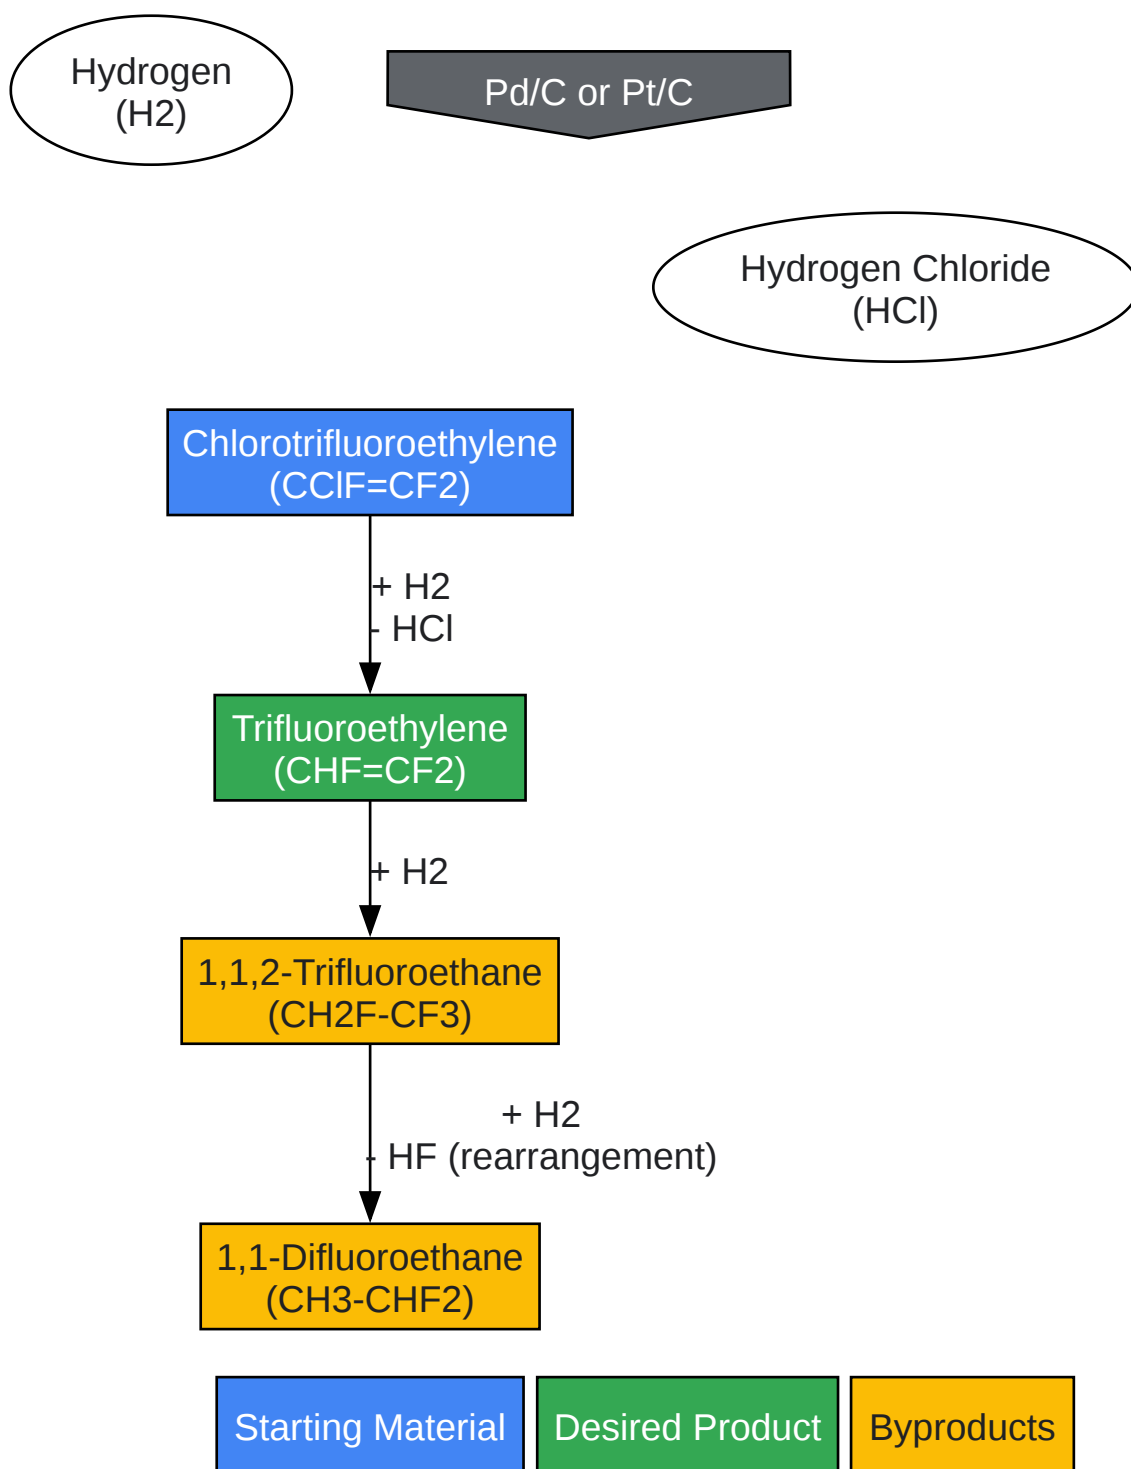 Hydrogen
(H2)
Pd/C or Pt/C
Hydrogen Chloride
(HCl)
Chlorotrifluoroethylene
(CClF=CF2)
+ H2
- HCl
Trifluoroethylene
(CHF=CF2)
+ H2
1,1,2-Trifluoroethane
(CH2F-CF3)
+ H2
- HF (rearrangement)
1,1-Difluoroethane
(CH3-CHF2)
Starting Material
Desired Product
Byproducts